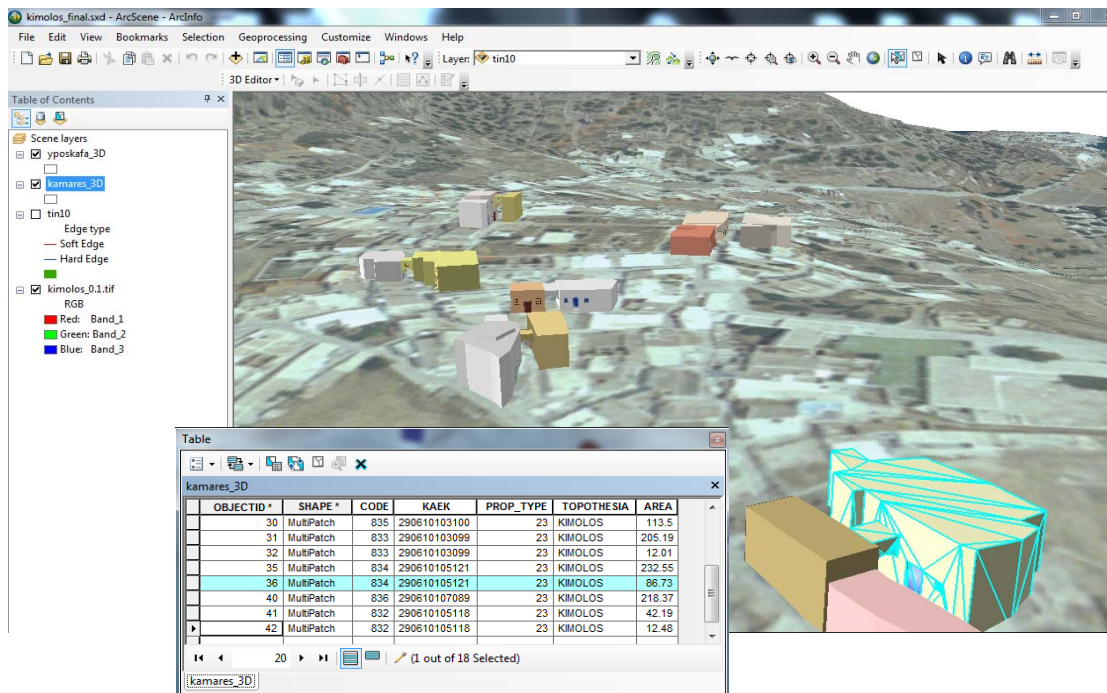 kimolos_final.sxd - ArcScene - ArcInfo
File Edit View Bookmarks Selection Geoprocessing Customize Windows Help
Layer: tin10
3D Editor
Table of Contents
Scene layers
yposkafa_3D
kamares_3D
tin10
Edge type
Soft Edge
Hard Edge
kimolos_0.1.tif
RGB
Red: Band_1
Green: Band_2
Blue: Band_3
Table
kamares_3D
OBJECTID * SHAPE * CODE KAEK PROP_TYPE TOPOTHESIA AREA
30 MultiPatch 835 290610103100 23 KIMOLOS 113.5
31 MultiPatch 833 290610103099 23 KIMOLOS 205.19
32 MultiPatch 833 290610103099 23 KIMOLOS 12.01
35 MultiPatch 834 290610105121 23 KIMOLOS 232.55
36 MultiPatch 834 290610105121 23 KIMOLOS 86.73
40 MultiPatch 836 290610107089 23 KIMOLOS 218.37
41 MultiPatch 832 290610105118 23 KIMOLOS 42.19
42 MultiPatch 832 290610105118 23 KIMOLOS 12.48
20 (1 out of 18 Selected)
kamares_3D